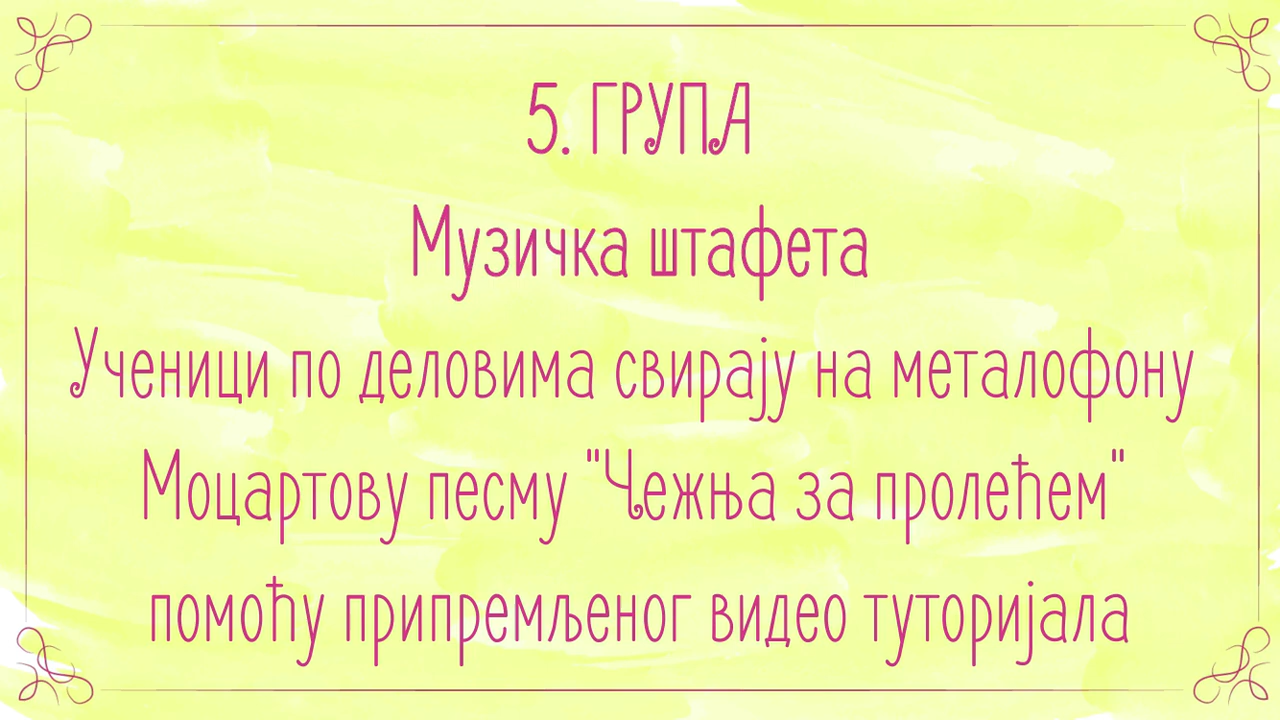 5. ГРУПА
Музичка штафета
Ученици по деловима свирају на металофону
Моцартову песму "Чежња за пролећем"
помоћу припремљеног видео туторијала